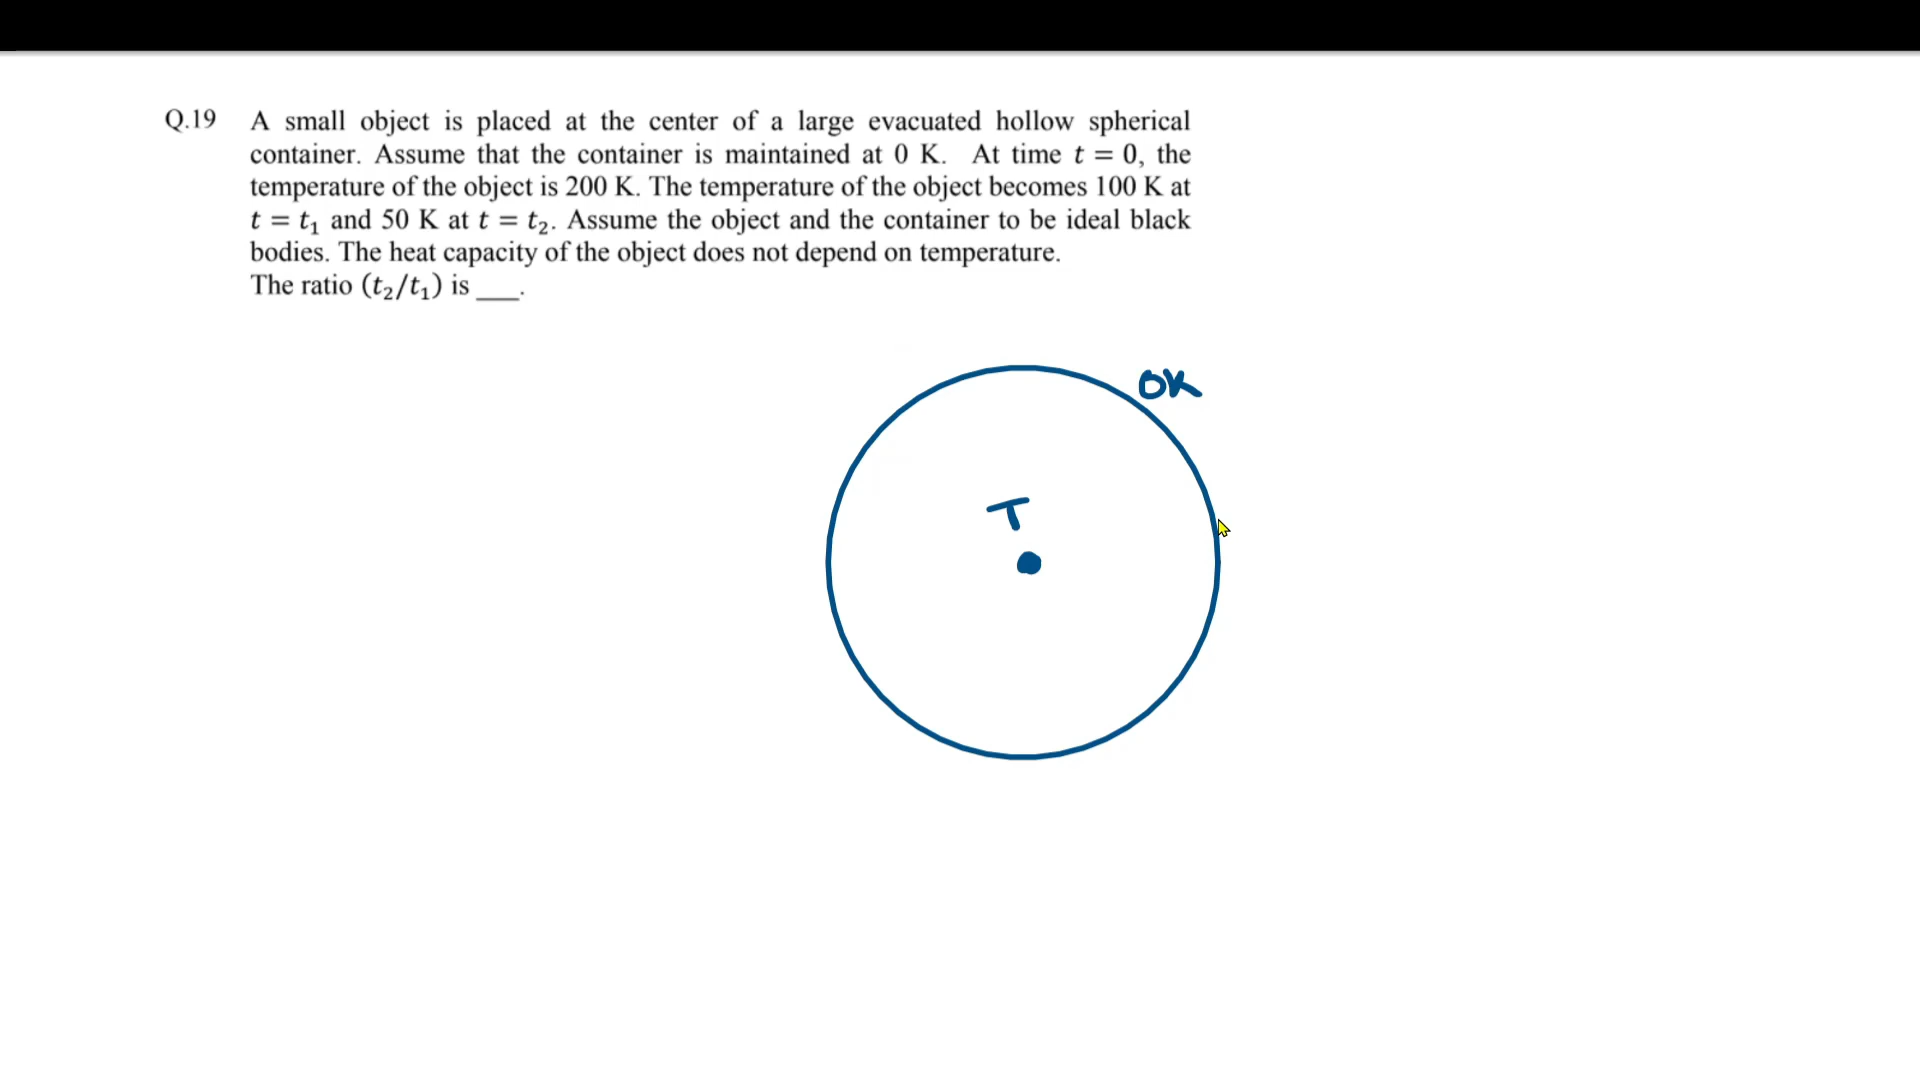 Q.19 A small object is placed at the center of a large evacuated hollow spherical
container. Assume that the container is maintained at 0 K. At time t = 0, the
temperature of the object is 200 K. The temperature of the object becomes 100 K at
t = t₁ and 50 K at t = t₂. Assume the object and the container to be ideal black
bodies. The heat capacity of the object does not depend on temperature.
The ratio (t₂/t₁) is ___.
0K
T